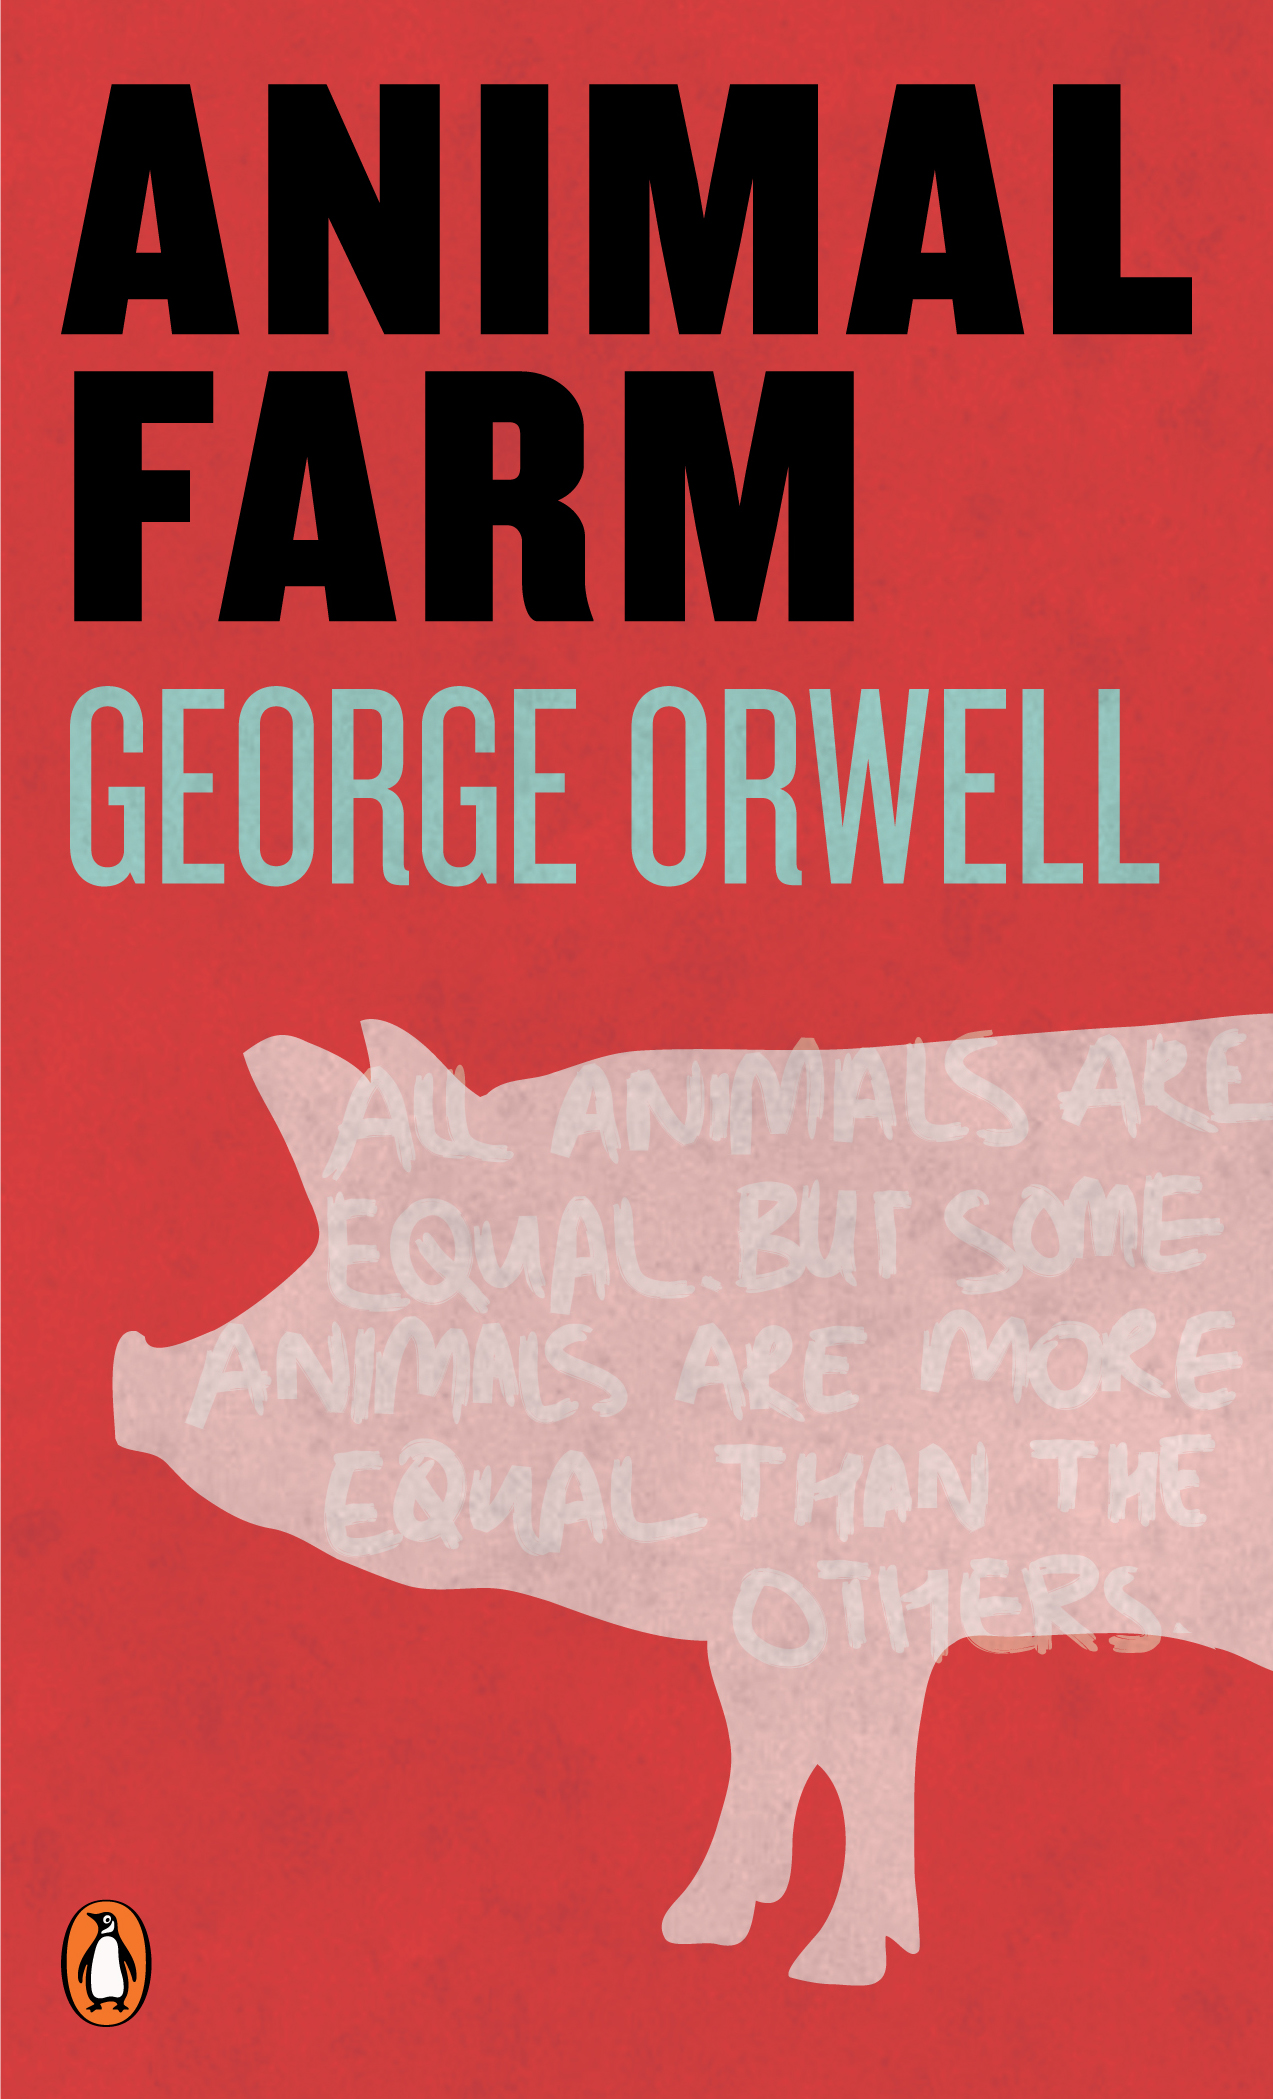 ANIMAL
FARM
GEORGE ORWELL
ALL ANIMALS ARE
EQUAL. BUT SOME
ANIMALS ARE MORE
EQUAL THAN THE
OTHERS.